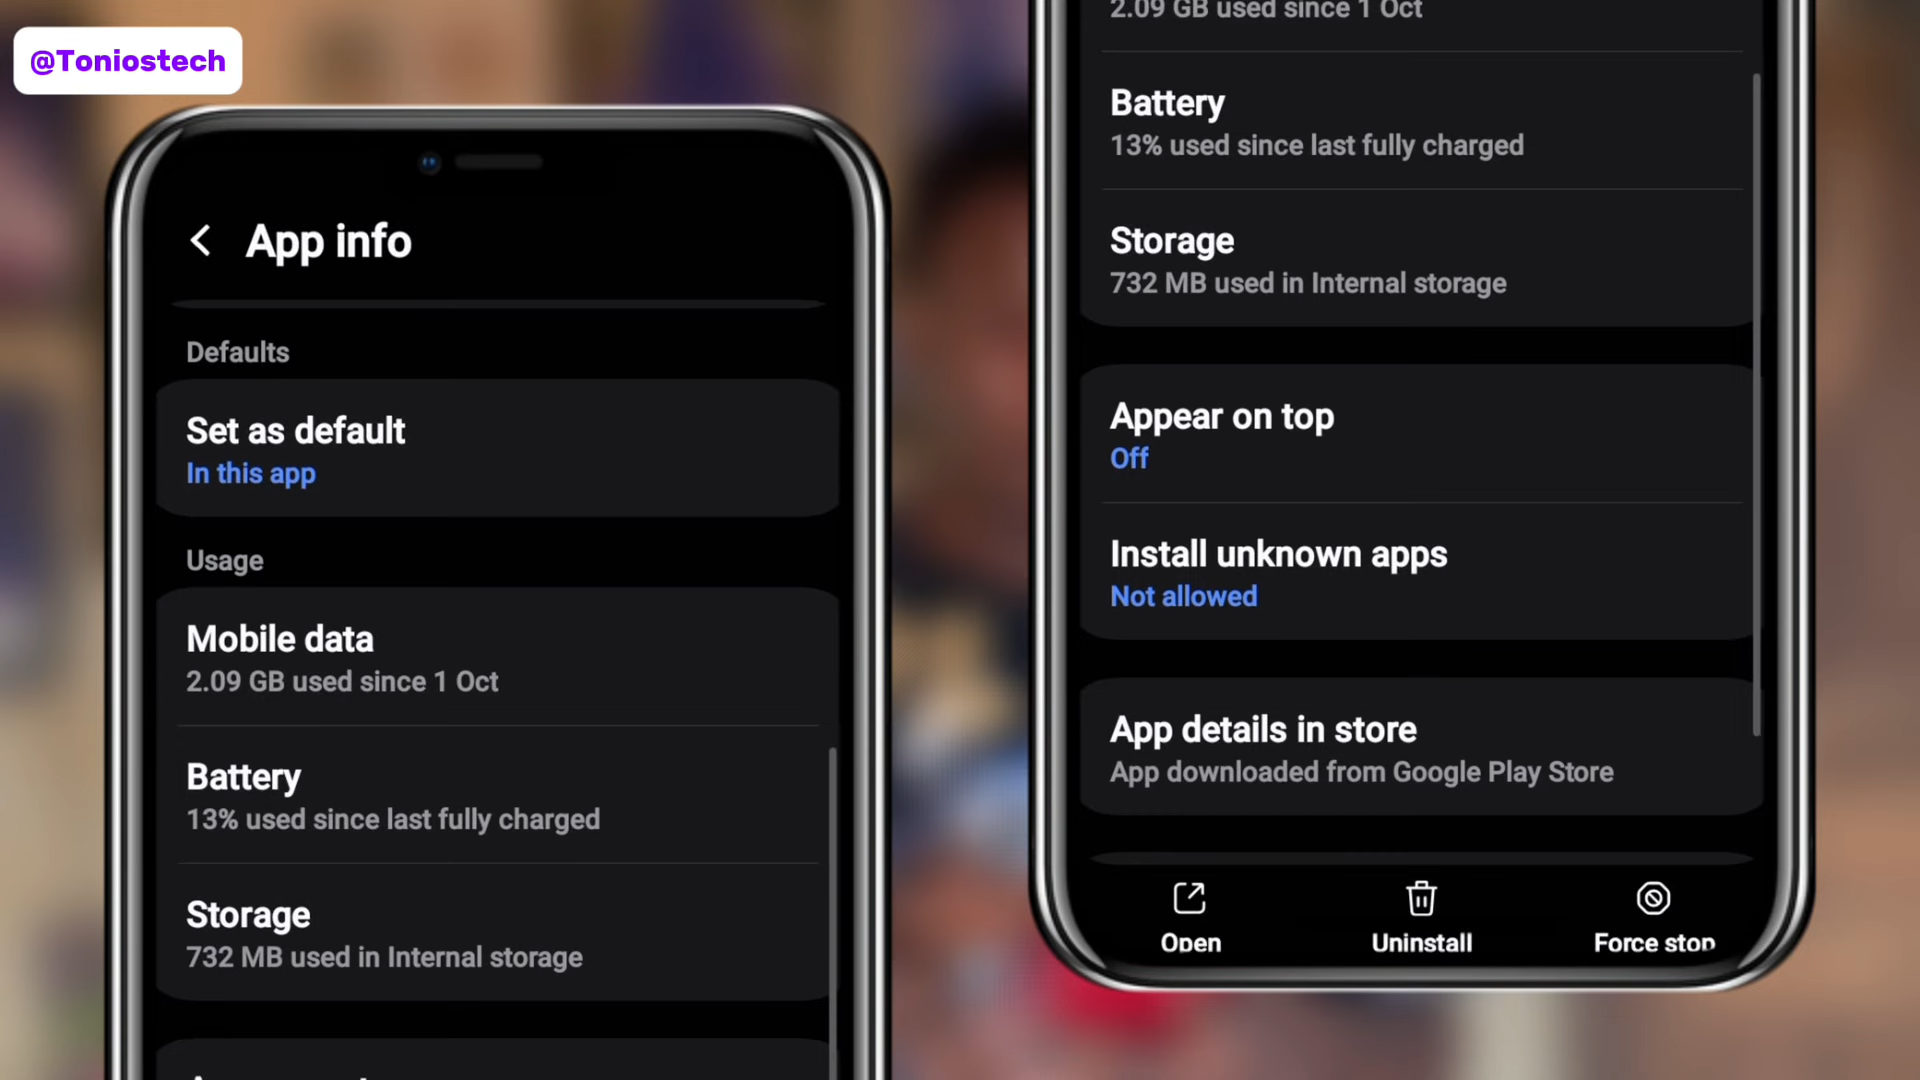 @Toniostech
App info
Defaults
Set as default
In this app
Usage
Mobile data
2.09 GB used since 1 Oct
Battery
13% used since last fully charged
Storage
732 MB used in Internal storage
2.09 GB used since 1 Oct
Battery
13% used since last fully charged
Storage
732 MB used in Internal storage
Appear on top
Off
Install unknown apps
Not allowed
App details in store
App downloaded from Google Play Store
Open
Uninstall
Force stop